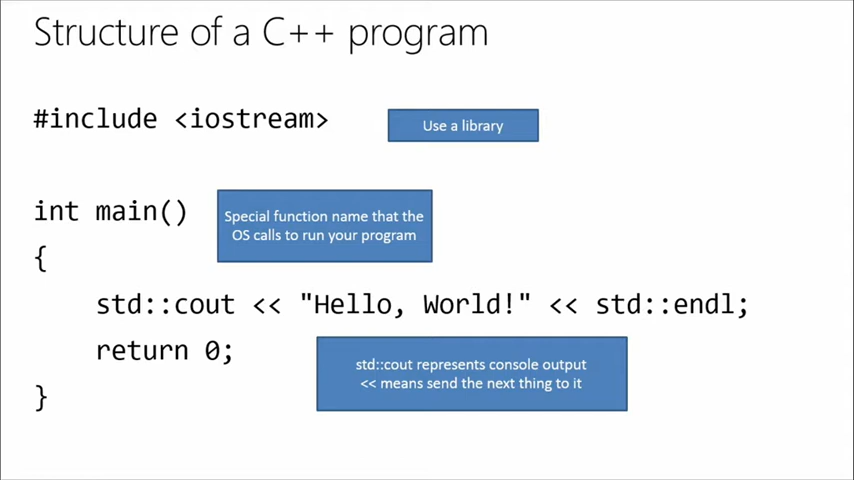 Structure of a C++ program
#include <iostream>
Use a library
int main()
Special function name that the
OS calls to run your program
{
std::cout << "Hello, World!" << std::endl;
return 0;
std::cout represents console output
<< means send the next thing to it
}